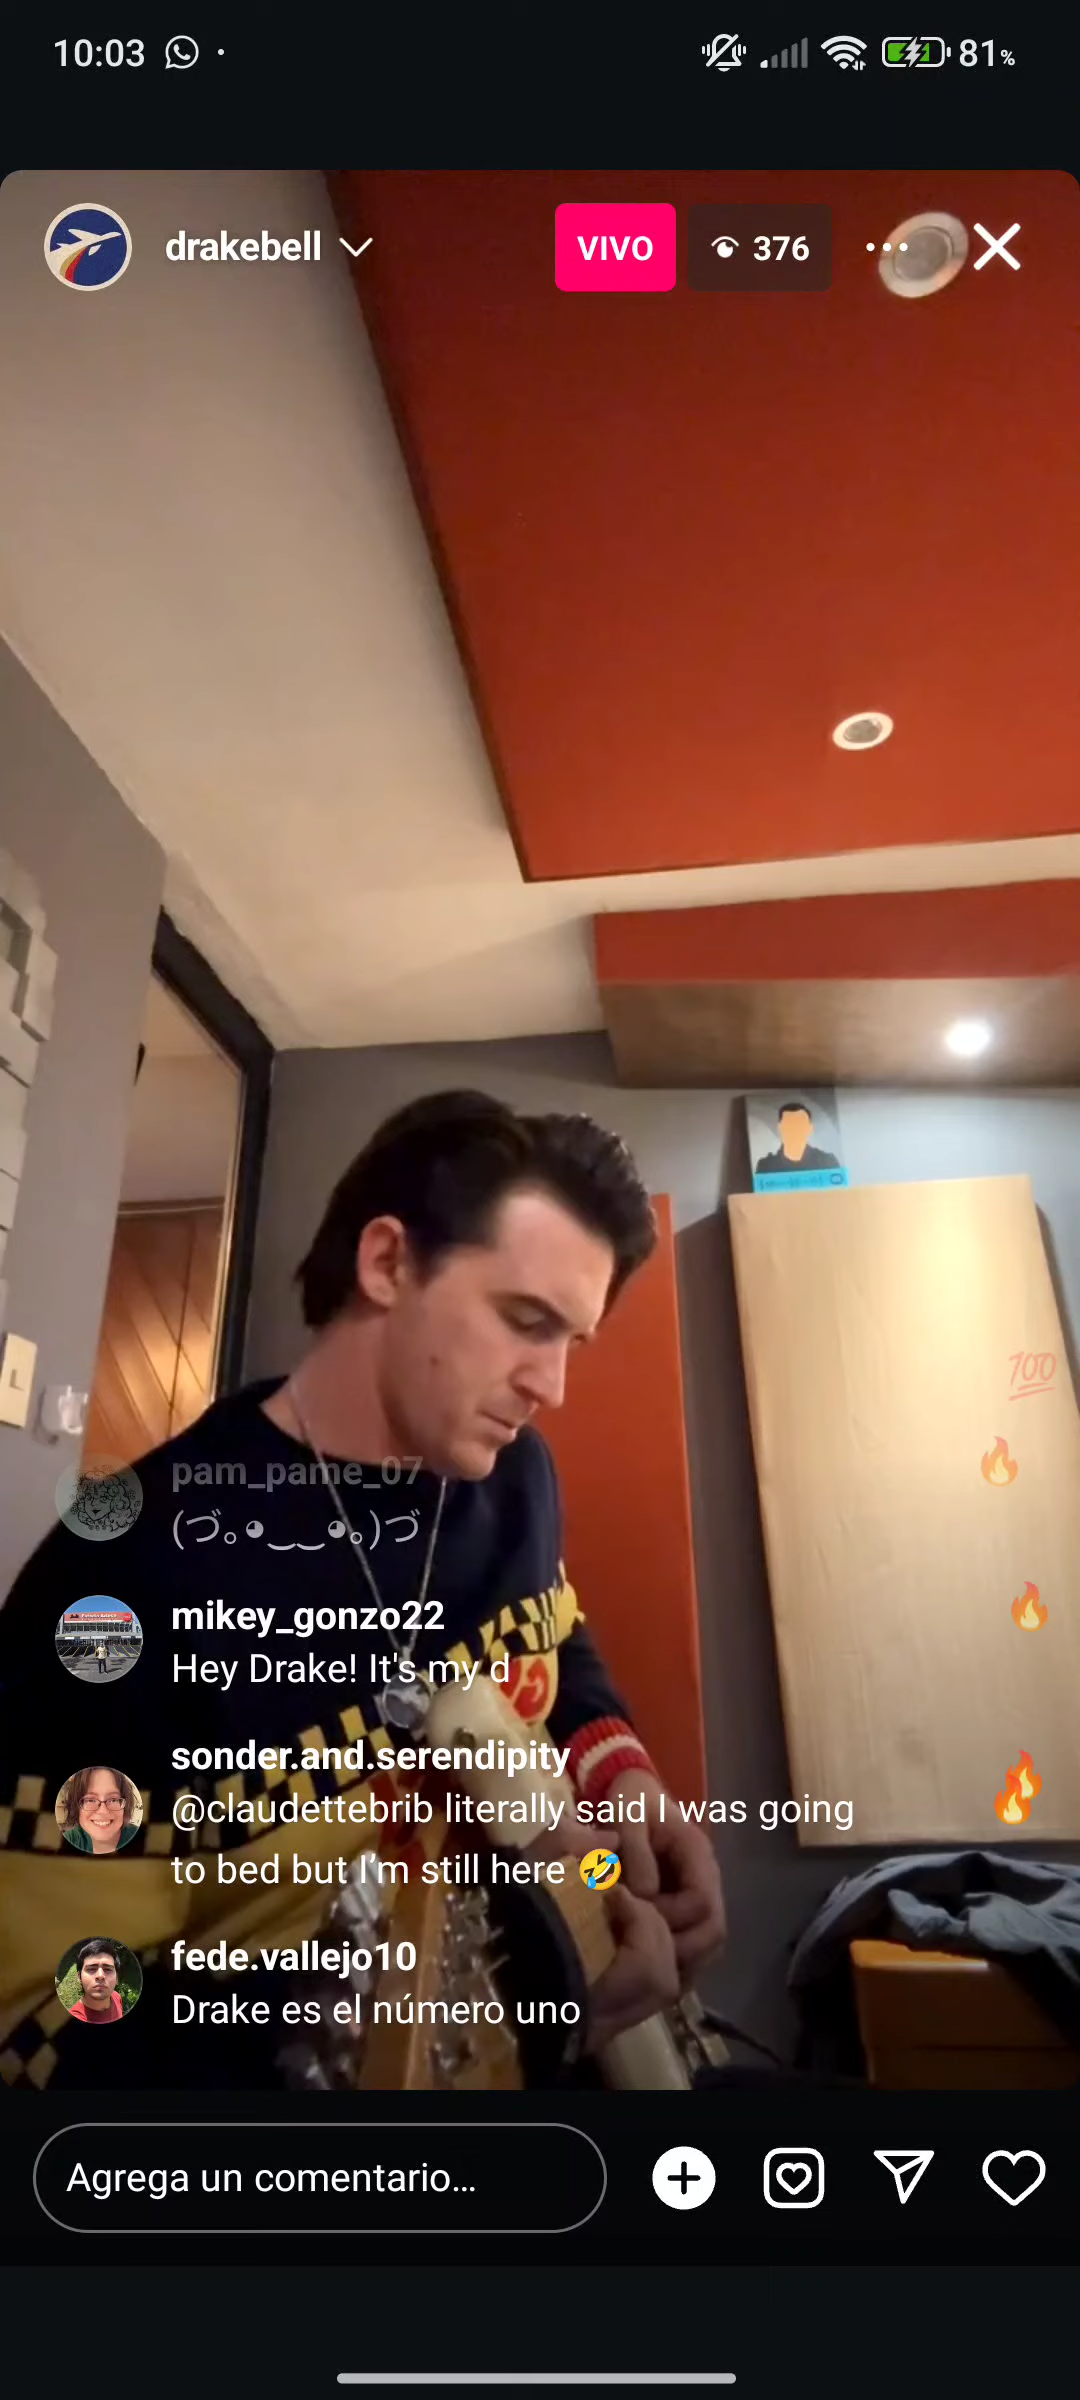 10:03
81%
drakebell
VIVO
376
100
pam_pame_07
(づ｡◕‿‿◕｡)づ
mikey_gonzo22
Hey Drake! It's my d
sonder.and.serendipity
@claudettebrib literally said I was going
to bed but I'm still here 🤣
fede.vallejo10
Drake es el número uno
Agrega un comentario...